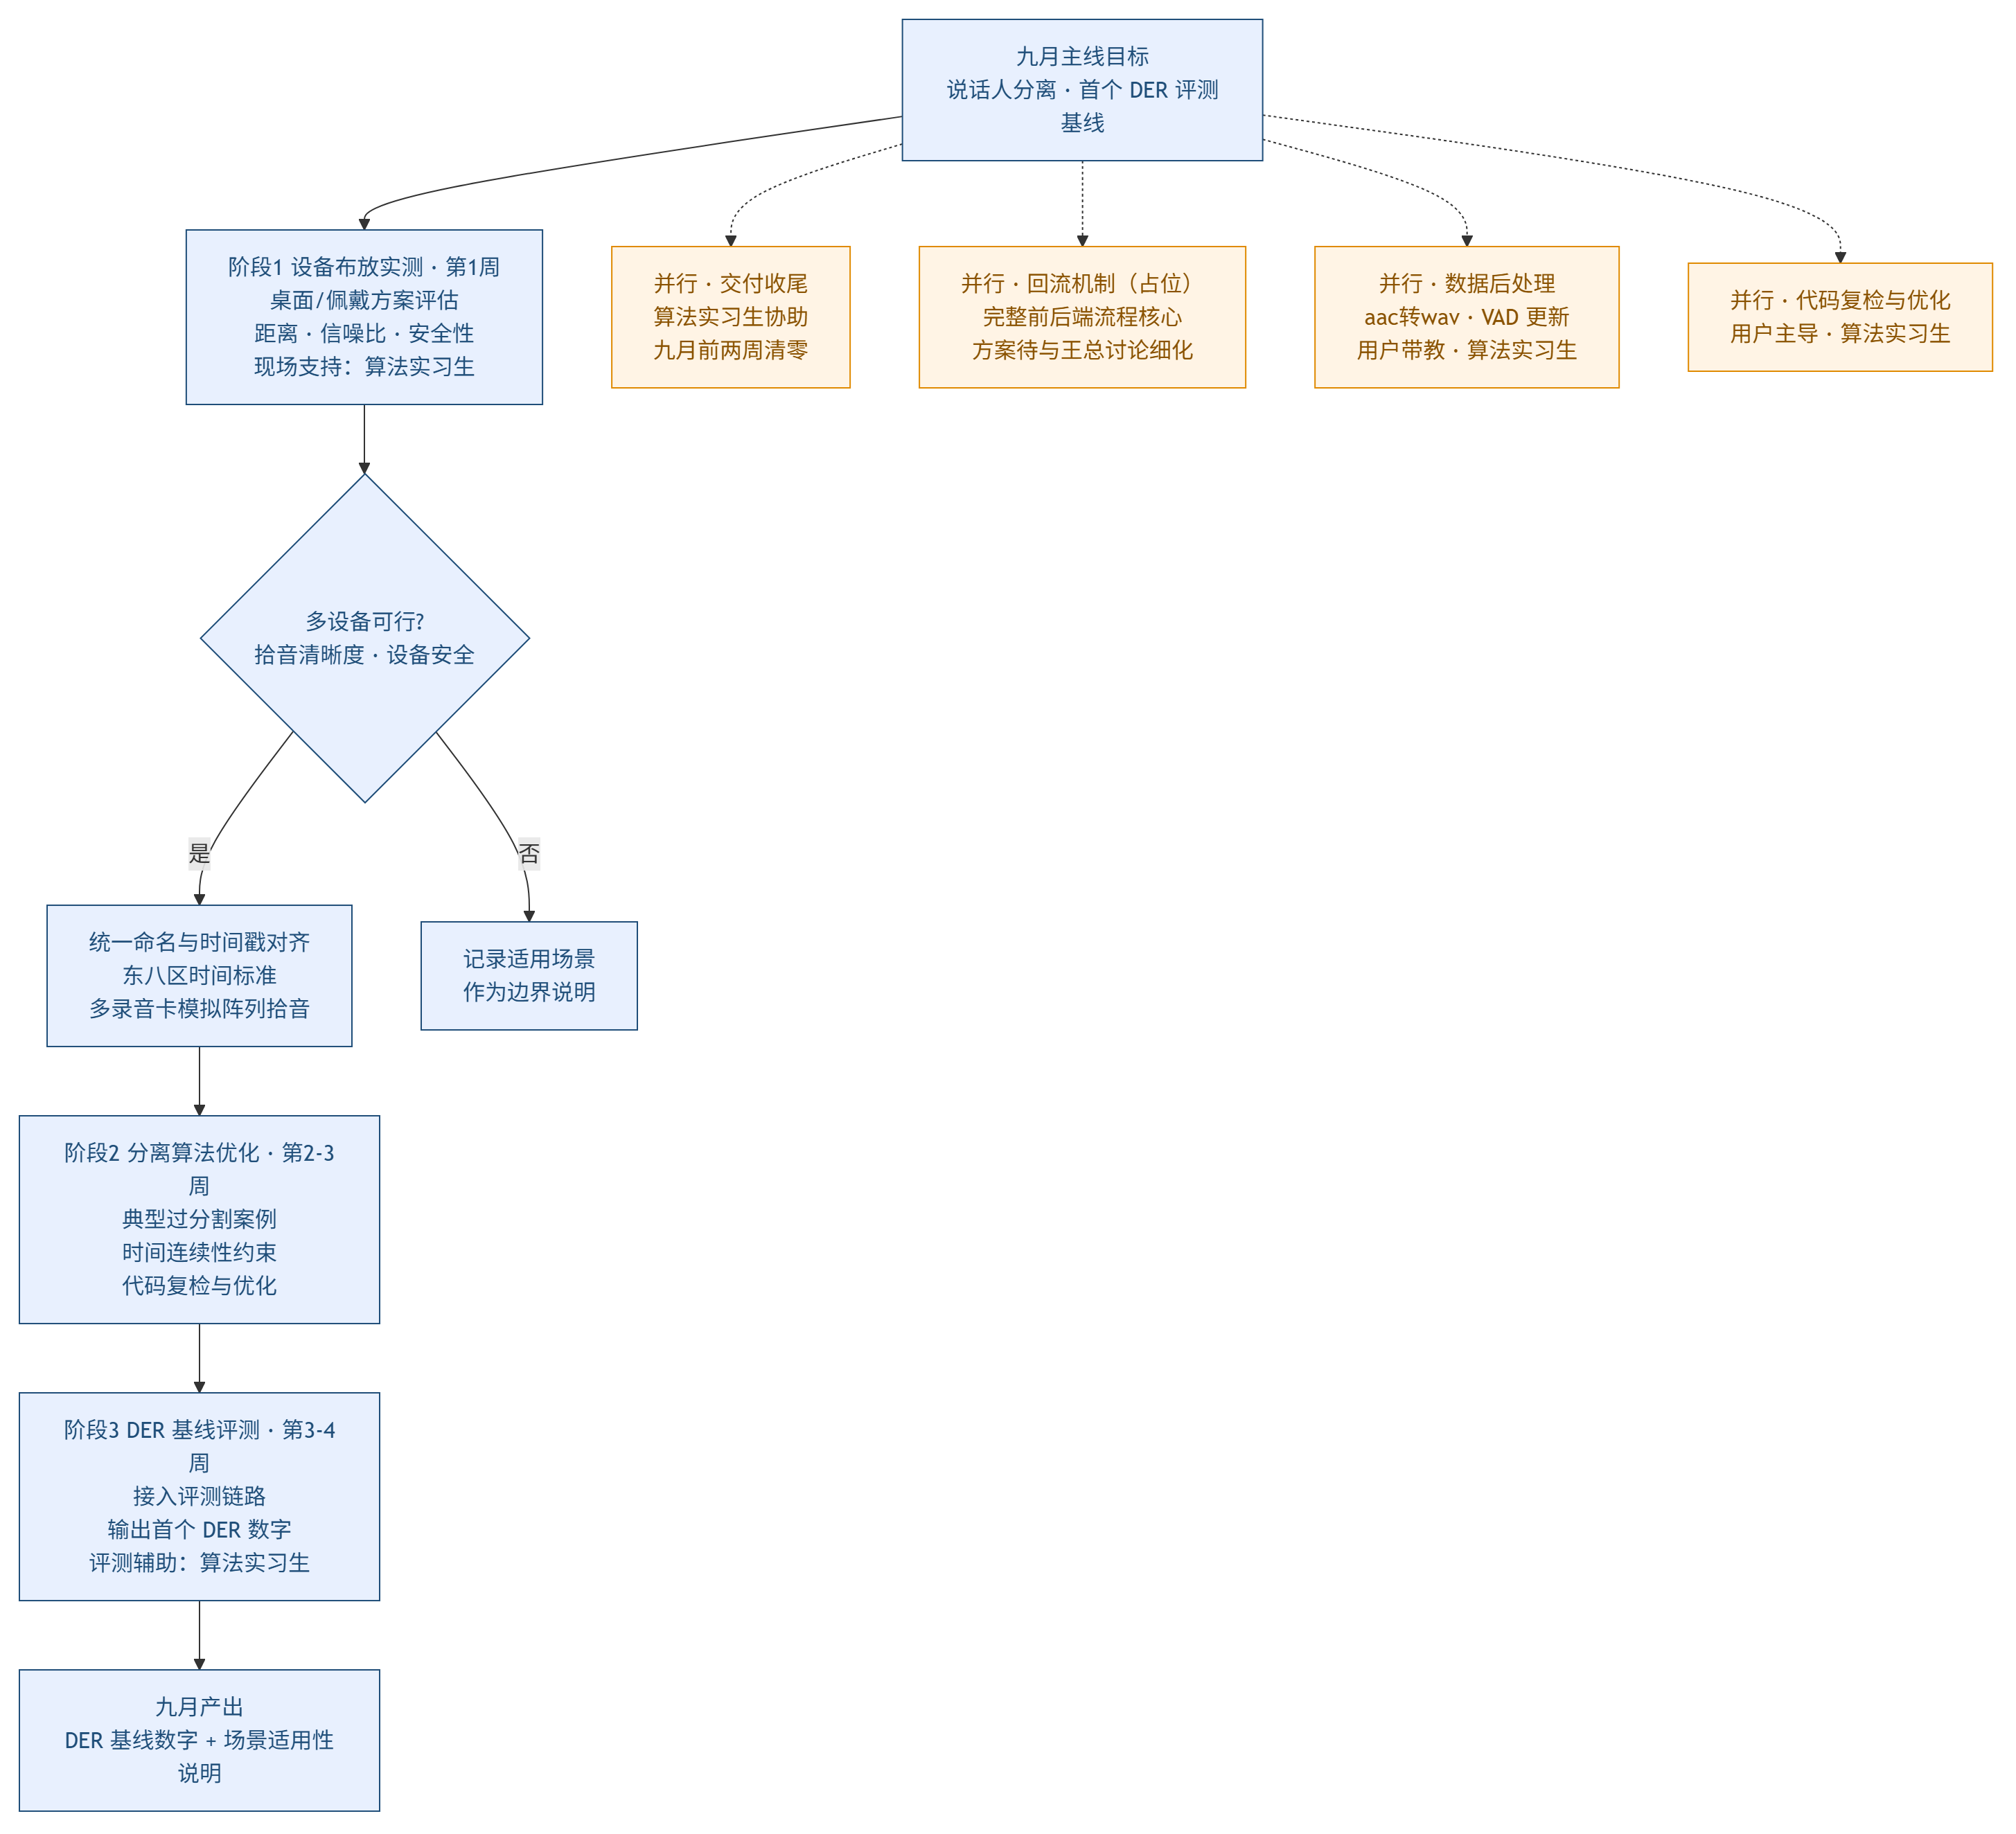 九月主线目标
说话人分离 · 首个 DER 评测
基线
阶段1 设备布放实测 · 第1周
桌面/佩戴方案评估
距离 · 信噪比 · 安全性
现场支持：算法实习生
并行 · 交付收尾
算法实习生协助
九月前两周清零
并行 · 回流机制（占位）
完整前后端流程核心
方案待与王总讨论细化
并行 · 数据后处理
aac转wav · VAD 更新
用户带教 · 算法实习生
并行 · 代码复检与优化
用户主导 · 算法实习生
多设备可行?
拾音清晰度 · 设备安全
是
否
统一命名与时间戳对齐
东八区时间标准
多录音卡模拟阵列拾音
记录适用场景
作为边界说明
阶段2 分离算法优化 · 第2-3
周
典型过分割案例
时间连续性约束
代码复检与优化
阶段3 DER 基线评测 · 第3-4
周
接入评测链路
输出首个 DER 数字
评测辅助：算法实习生
九月产出
DER 基线数字 + 场景适用性
说明